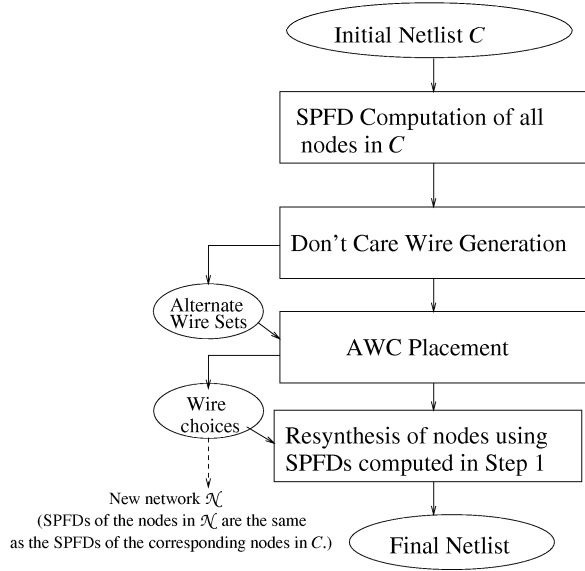 Initial Netlist C
SPFD Computation of all
nodes in C
Don't Care Wire Generation
Alternate
Wire Sets
AWC Placement
Wire
choices
Resynthesis of nodes using
SPFDs computed in Step 1
New network 𝒩
(SPFDs of the nodes in 𝒩 are the same
as the SPFDs of the corresponding nodes in C.)
Final Netlist